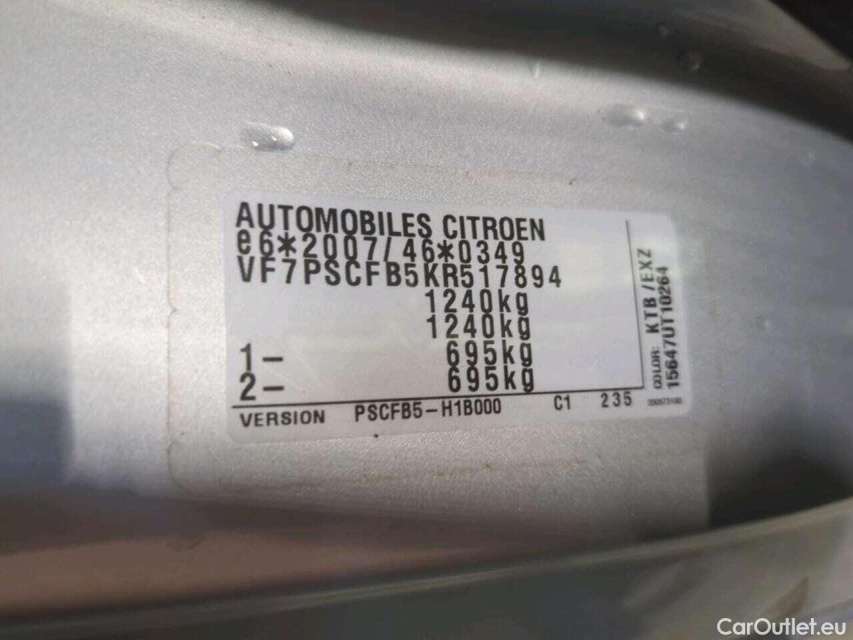 AUTOMOBILES CITROEN
e6*2007/46*0349
VF7PSCFB5KR517894
1240kg
1240kg
1- 695kg
2- 695kg
VERSION PSCFB5-H1B000 C1 235
COLOR: KTB/EXZ
15647UT10264
CarOutlet.eu